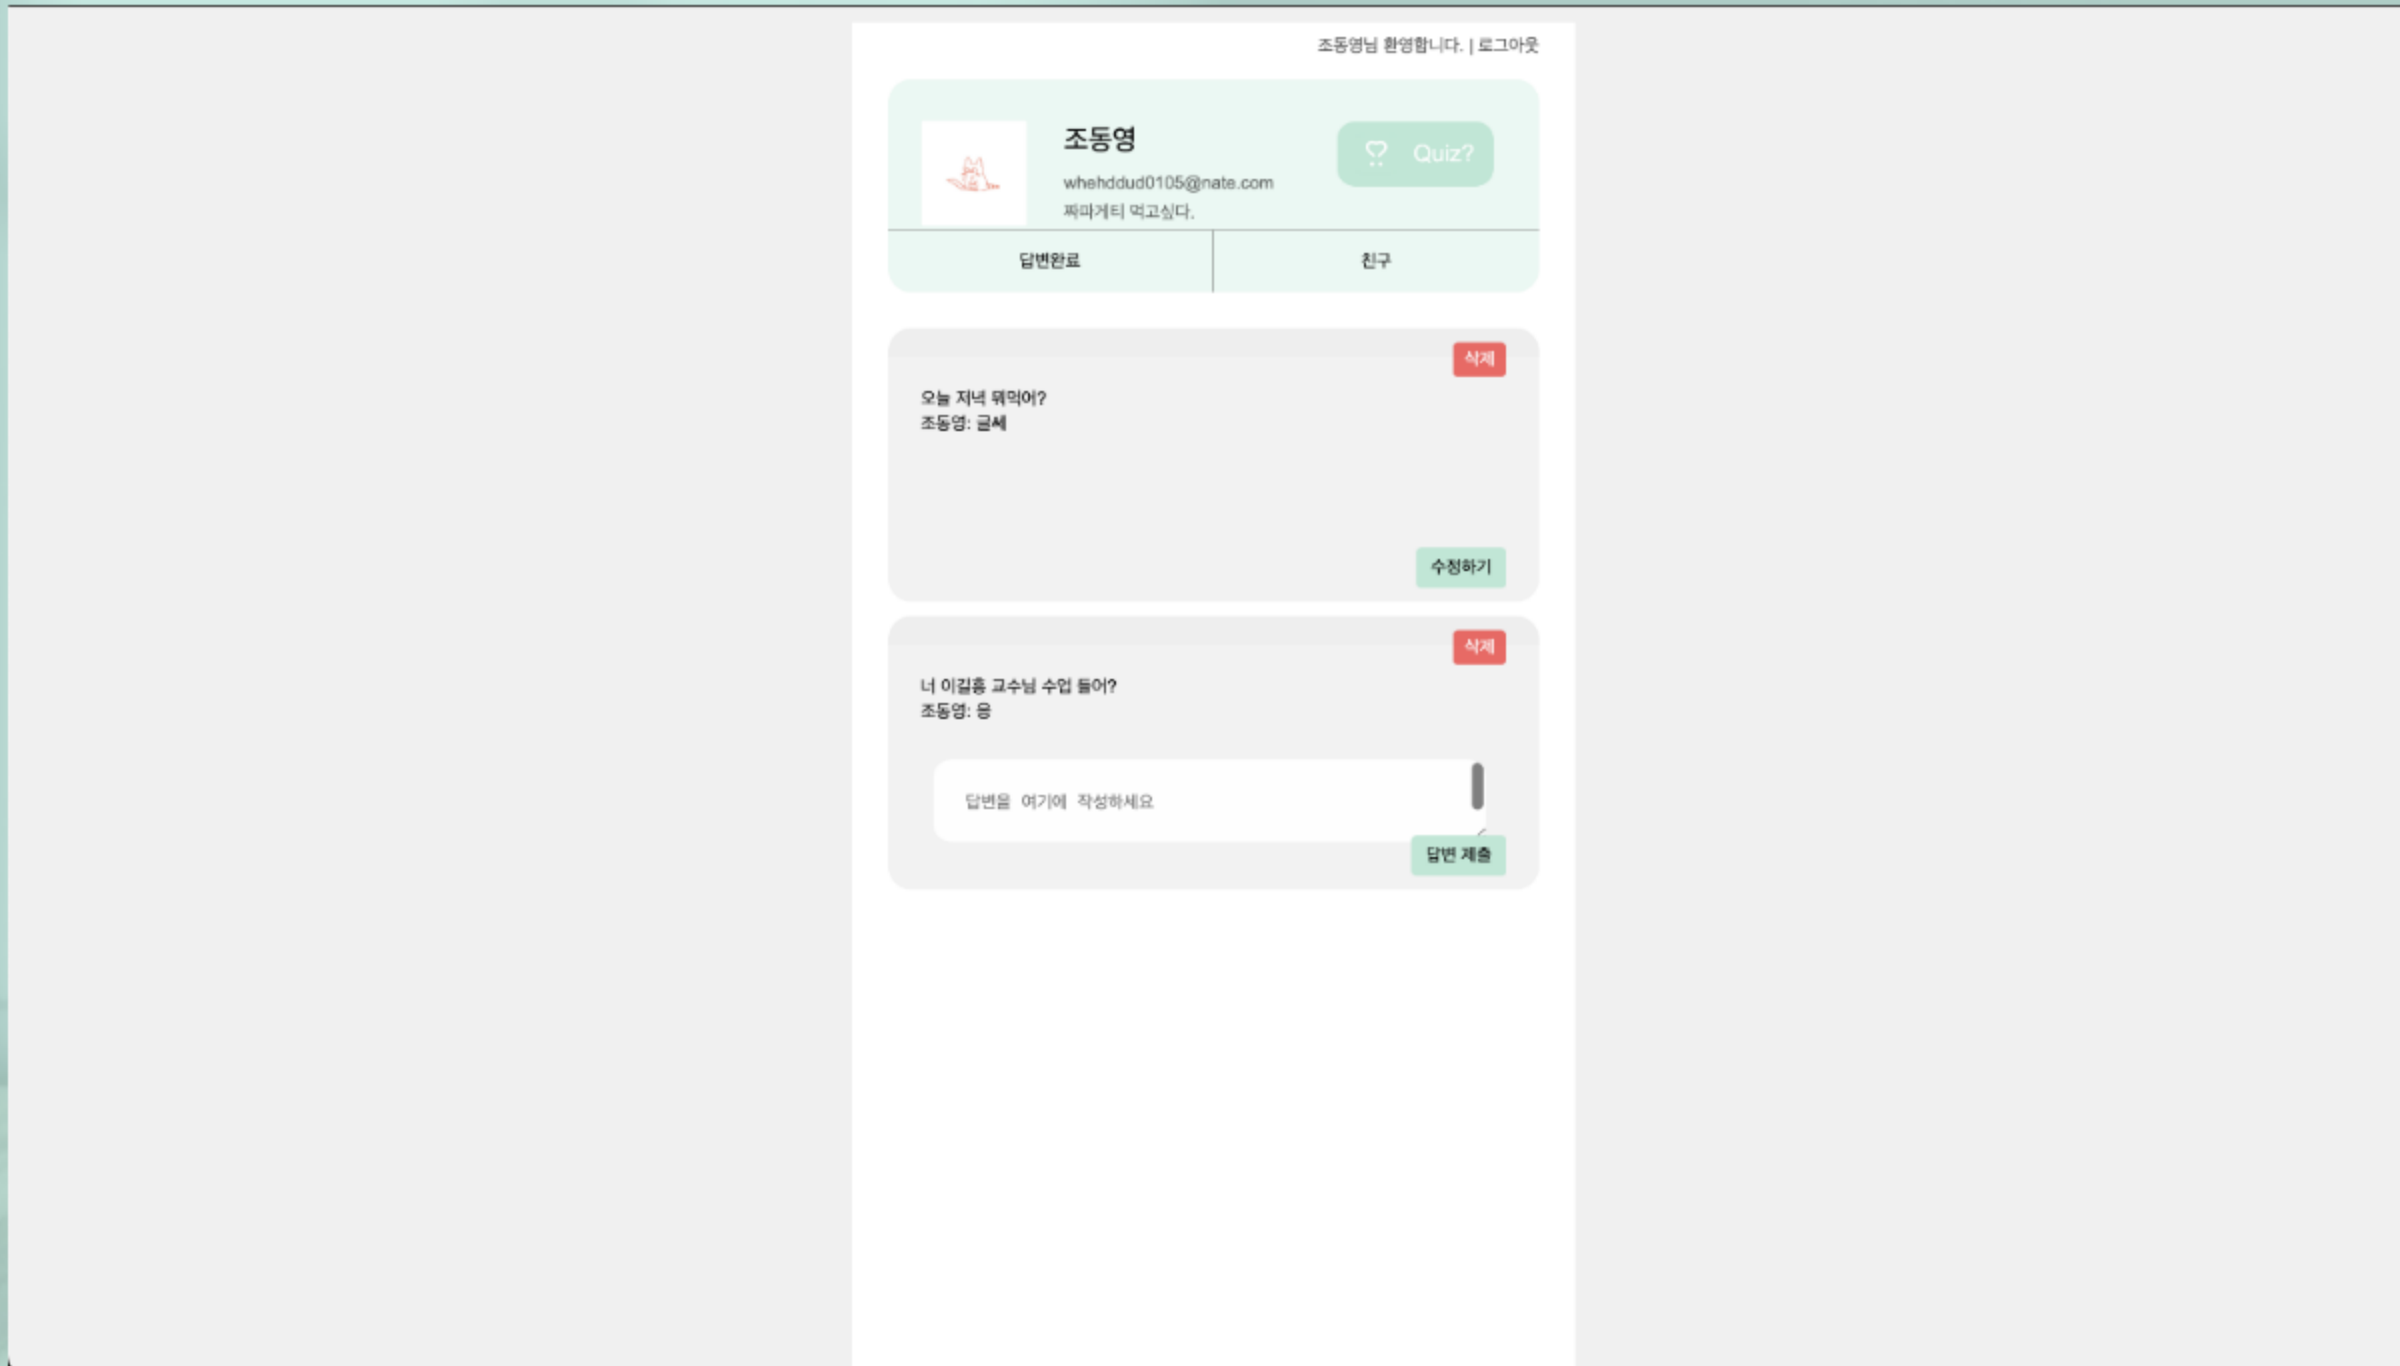 조동영님 환영합니다. | 로그아웃
조동영
Quiz?
whehddud0105@nate.com
짜파게티 먹고싶다.
답변완료
친구
삭제
오늘 저녁 뭐먹어?
조동영: 글쎄
수정하기
삭제
너 이길흥 교수님 수업 들어?
조동영: 응
답변을 여기에 작성하세요
답변 제출